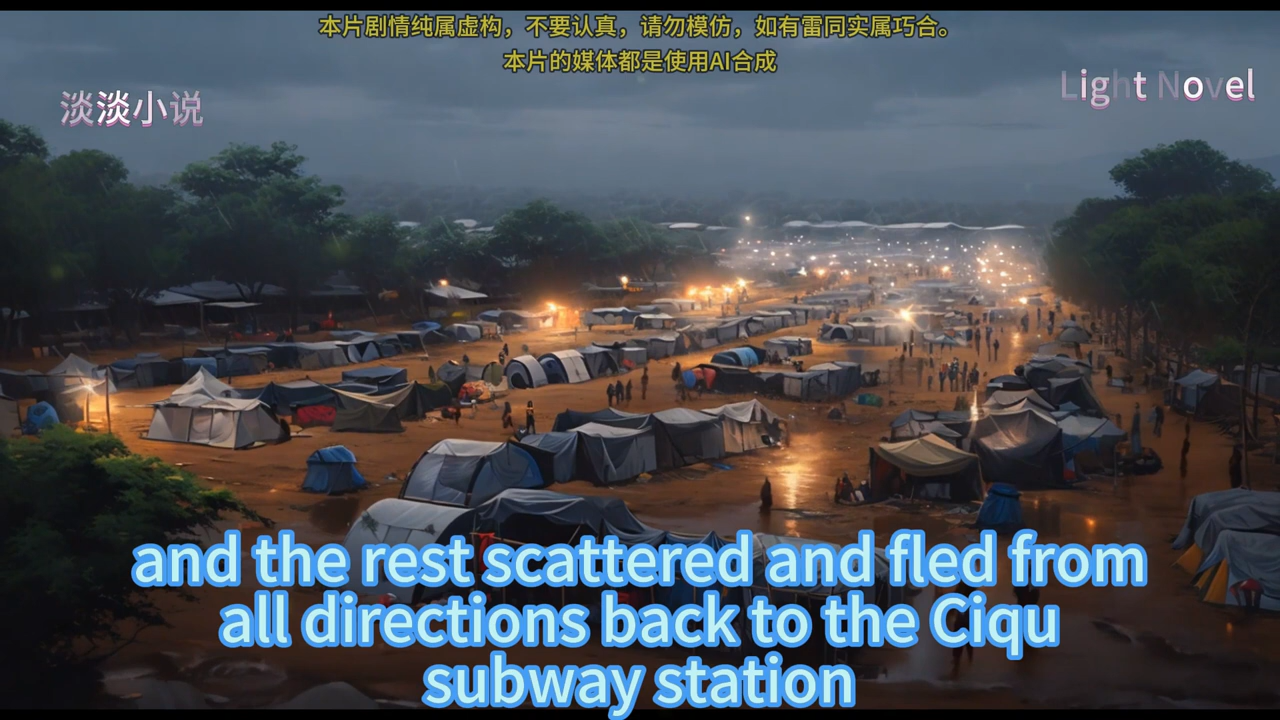 本片剧情纯属虚构，不要认真，请勿模仿，如有雷同实属巧合。
本片的媒体都是使用AI合成
淡淡小说
Light Novel
and the rest scattered and fled from
all directions back to the Ciqu
subway station